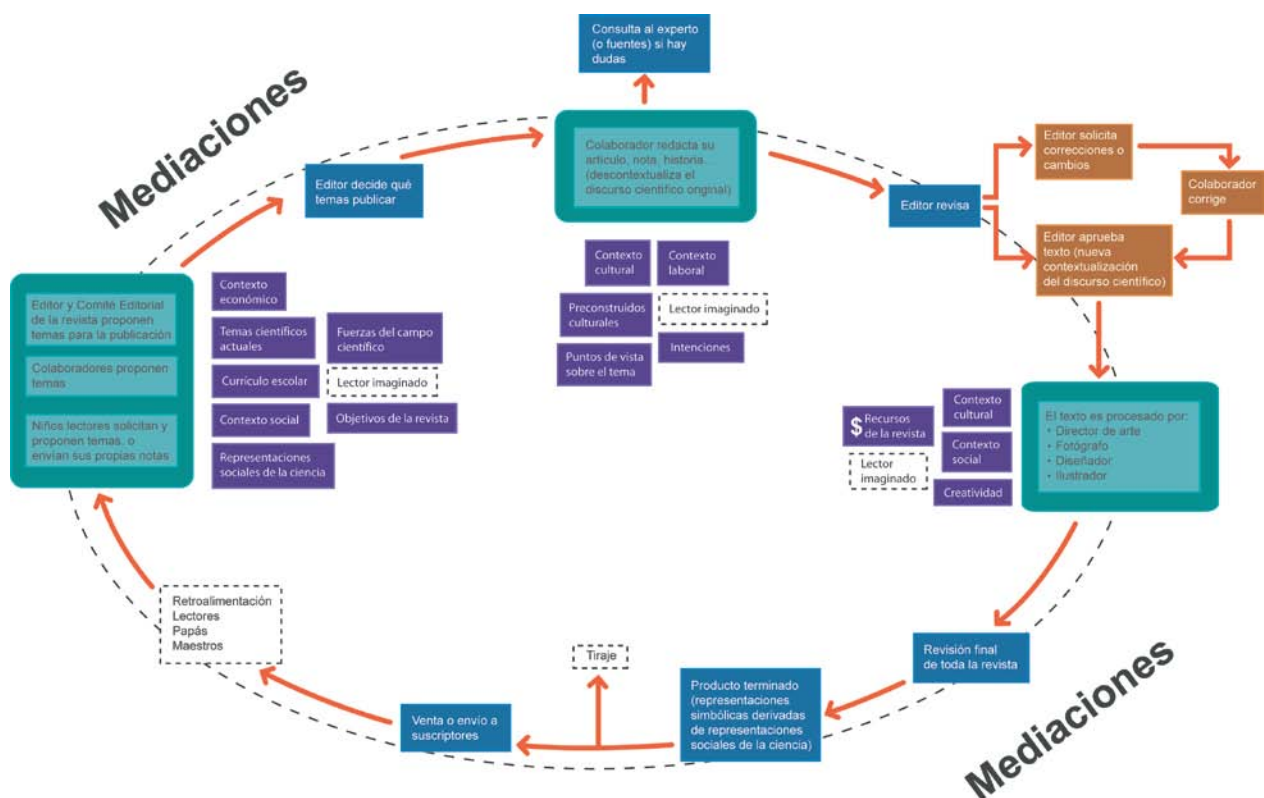 Mediaciones
Consulta al experto
(o fuentes) si hay
dudas
Colaborador redacta su
artículo, nota, historia...
(descontextualiza el
discurso científico original)
Editor decide qué
temas publicar
Editor revisa
Editor solicita
correcciones o
cambios
Colaborador
corrige
Editor aprueba
texto (nueva
contextualización
del discurso científico)
Editor y Comité Editorial
de la revista proponen
temas para la publicación
Colaboradores proponen
temas
Niños lectores solicitan y
proponen temas, o
envían sus propias notas
Contexto
económico
Temas científicos
actuales
Fuerzas del campo
científico
Currículo escolar
Lector imaginado
Contexto social
Objetivos de la revista
Representaciones
sociales de la ciencia
Contexto
cultural
Contexto
laboral
Preconstruidos
culturales
Lector imaginado
Puntos de vista
sobre el tema
Intenciones
$ Recursos
de la revista
Contexto
cultural
Lector
imaginado
Contexto
social
Creatividad
El texto es procesado por:
• Director de arte
• Fotógrafo
• Diseñador
• Ilustrador
Revisión final
de toda la revista
Producto terminado
(representaciones
simbólicas derivadas
de representaciones
sociales de la ciencia)
Tiraje
Venta o envío a
suscriptores
Retroalimentación
Lectores
Papás
Maestros
Mediaciones